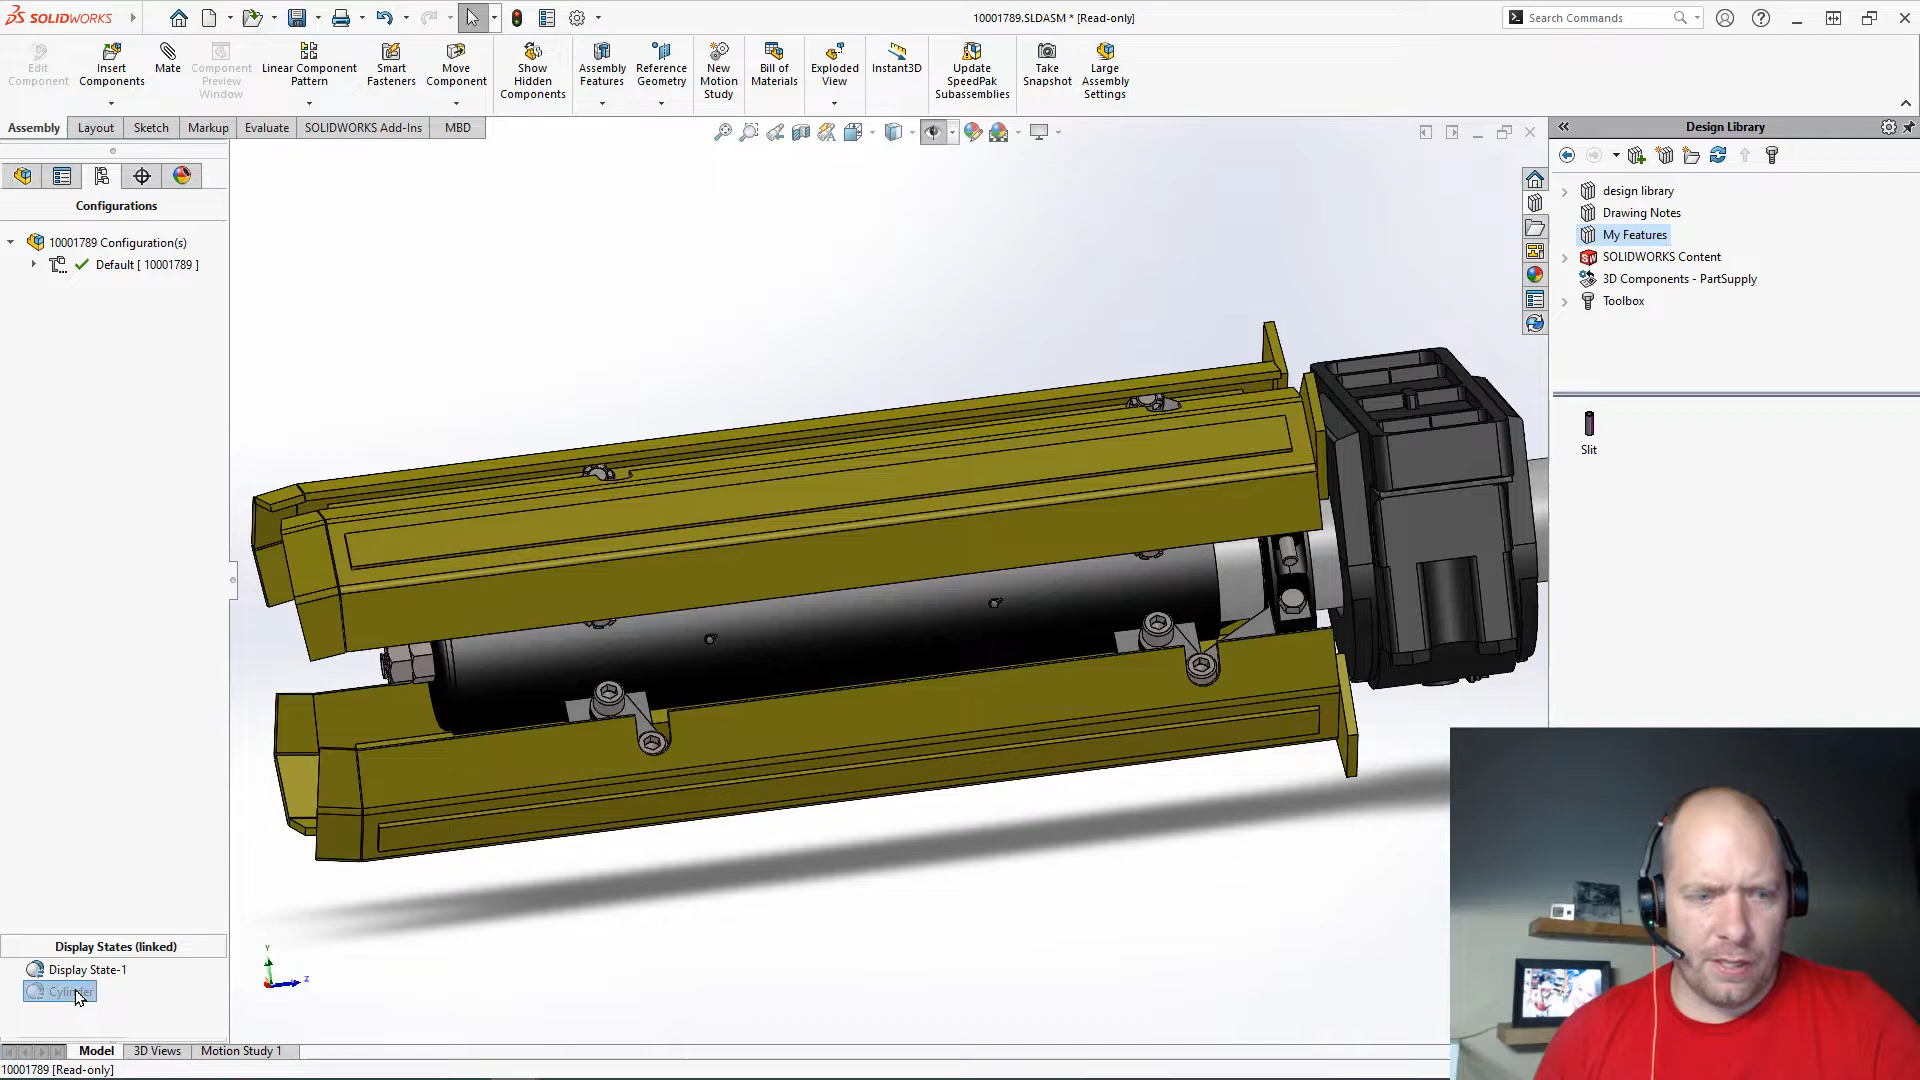 SOLIDWORKS
10001789.SLDASM * [Read-only]
Search Commands
Edit Component
Insert Components
Mate
Component Preview Window
Linear Component Pattern
Smart Fasteners
Move Component
Show Hidden Components
Assembly Features
Reference Geometry
New Motion Study
Bill of Materials
Exploded View
Instant3D
Update SpeedPak Subassemblies
Take Snapshot
Large Assembly Settings
Assembly
Layout
Sketch
Markup
Evaluate
SOLIDWORKS Add-Ins
MBD
Design Library
Configurations
10001789 Configuration(s)
Default [ 10001789 ]
design library
Drawing Notes
My Features
SOLIDWORKS Content
3D Components - PartSupply
Toolbox
Slit
Display States (linked)
Display State-1
Cylinder
Y
Z
Model
3D Views
Motion Study 1
10001789 [Read-only]